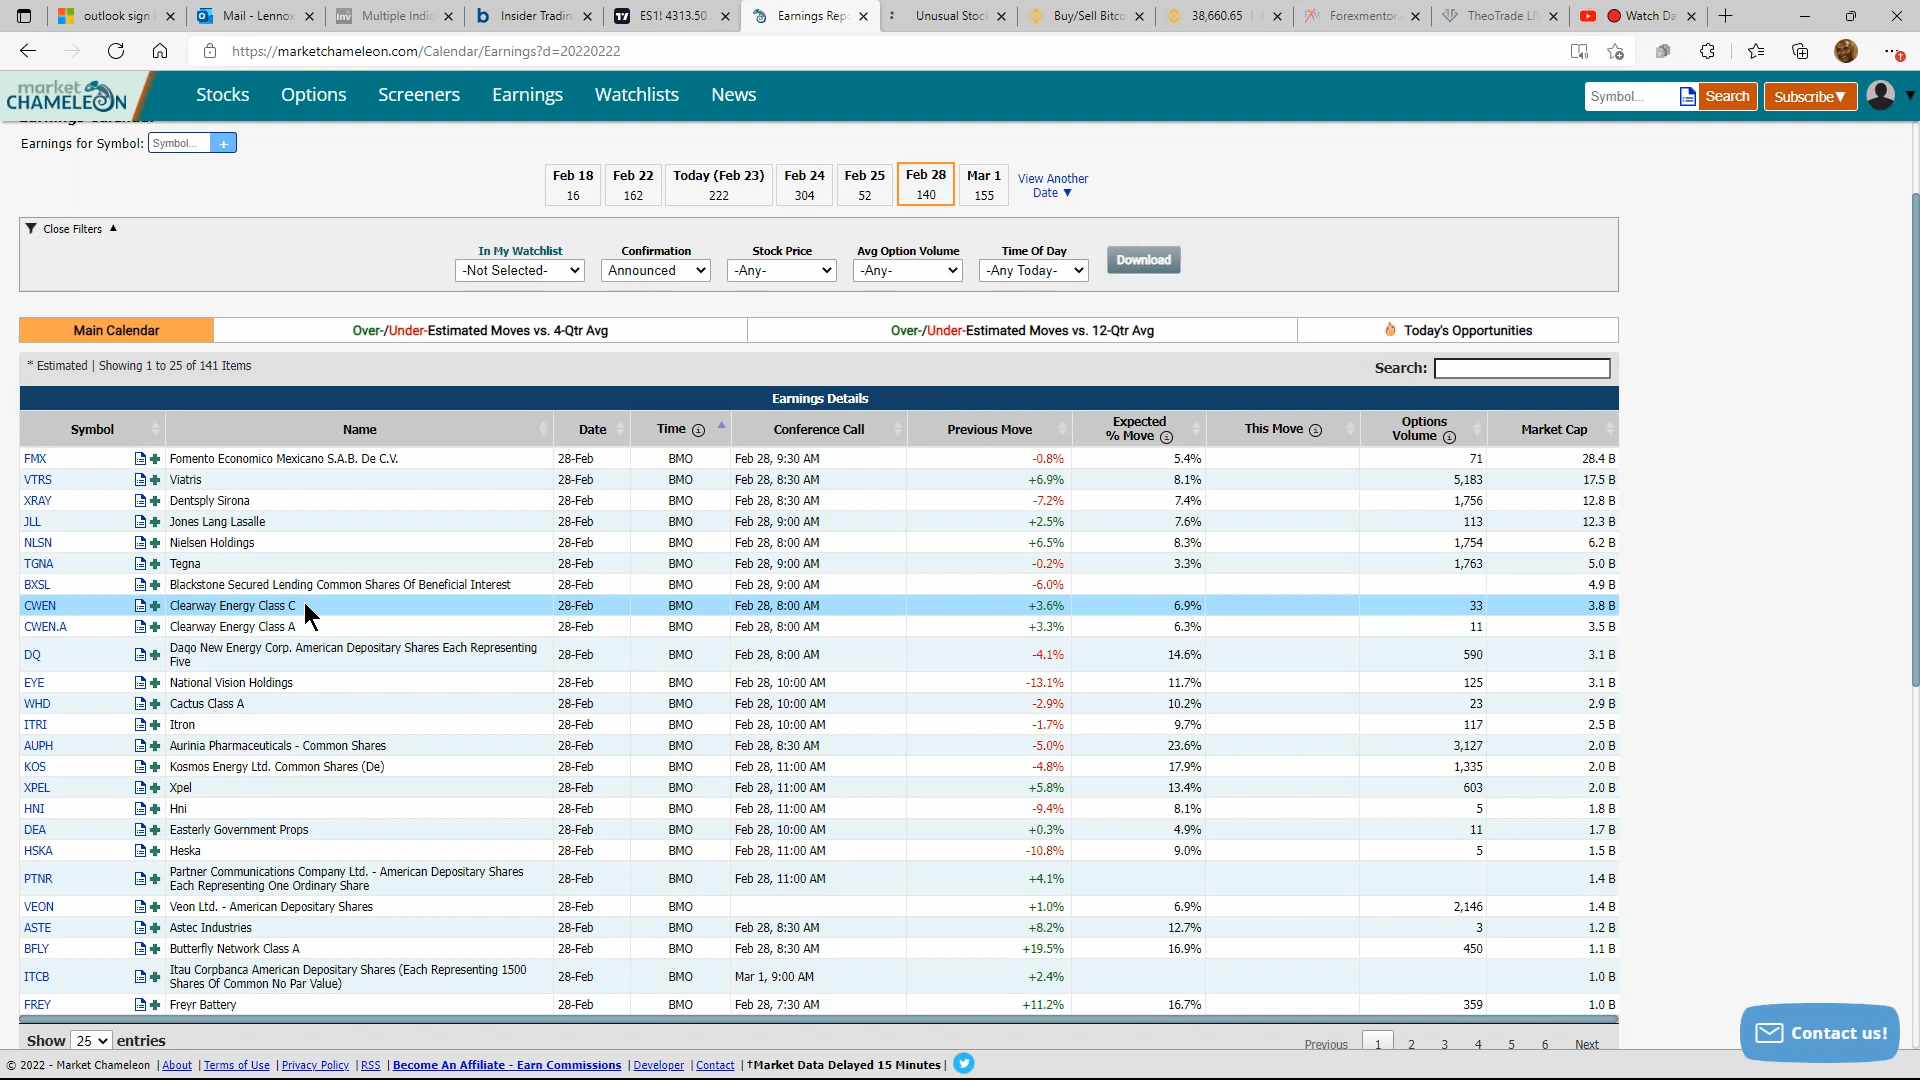 outlook sign i
Mail - Lennox
Multiple Indi
Insider Tradin
ES1! 4313.50
Earnings Repo
Unusual Stoc
Buy/Sell Bitco
38,660.65
Forexmentor
TheoTrade LI
Watch Da
https://marketchameleon.com/Calendar/Earnings?d=20220222
market CHAMELEON
Stocks Options Screeners Earnings Watchlists News
Symbol... Search Subscribe▼
Earnings Calendar
Earnings for Symbol: Symbol... +
Feb 18 Feb 22 Today (Feb 23) Feb 24 Feb 25 Feb 28 Mar 1 View Another
16 162 222 304 52 140 155 Date ▼
Close Filters ▲
In My Watchlist Confirmation Stock Price Avg Option Volume Time Of Day
-Not Selected- Announced -Any- -Any- -Any Today- Download
Main Calendar Over-/Under-Estimated Moves vs. 4-Qtr Avg Over-/Under-Estimated Moves vs. 12-Qtr Avg Today's Opportunities
* Estimated | Showing 1 to 25 of 141 Items Search:
Earnings Details
Symbol Name Date Time Conference Call Previous Move Expected % Move This Move Options Volume Market Cap
FMX Fomento Economico Mexicano S.A.B. De C.V. 28-Feb BMO Feb 28, 9:30 AM -0.8% 5.4% 71 28.4 B
VTRS Viatris 28-Feb BMO Feb 28, 8:30 AM +6.9% 8.1% 5,183 17.5 B
XRAY Dentsply Sirona 28-Feb BMO Feb 28, 8:30 AM -7.2% 7.4% 1,756 12.8 B
JLL Jones Lang Lasalle 28-Feb BMO Feb 28, 9:00 AM +2.5% 7.6% 113 12.3 B
NLSN Nielsen Holdings 28-Feb BMO Feb 28, 8:00 AM +6.5% 8.3% 1,754 6.2 B
TGNA Tegna 28-Feb BMO Feb 28, 9:00 AM -0.2% 3.3% 1,763 5.0 B
BXSL Blackstone Secured Lending Common Shares Of Beneficial Interest 28-Feb BMO Feb 28, 9:00 AM -6.0% 4.9 B
CWEN Clearway Energy Class C 28-Feb BMO Feb 28, 8:00 AM +3.6% 6.9% 33 3.8 B
CWEN.A Clearway Energy Class A 28-Feb BMO Feb 28, 8:00 AM +3.3% 6.3% 11 3.5 B
DQ Daqo New Energy Corp. American Depositary Shares Each Representing Five 28-Feb BMO Feb 28, 8:00 AM -4.1% 14.6% 590 3.1 B
EYE National Vision Holdings 28-Feb BMO Feb 28, 10:00 AM -13.1% 11.7% 125 3.1 B
WHD Cactus Class A 28-Feb BMO Feb 28, 10:00 AM -2.9% 10.2% 23 2.9 B
ITRI Itron 28-Feb BMO Feb 28, 10:00 AM -1.7% 9.7% 117 2.5 B
AUPH Aurinia Pharmaceuticals - Common Shares 28-Feb BMO Feb 28, 8:30 AM -5.0% 23.6% 3,127 2.0 B
KOS Kosmos Energy Ltd. Common Shares (De) 28-Feb BMO Feb 28, 11:00 AM -4.8% 17.9% 1,335 2.0 B
XPEL Xpel 28-Feb BMO Feb 28, 11:00 AM +5.8% 13.4% 603 2.0 B
HNI Hni 28-Feb BMO Feb 28, 11:00 AM -9.4% 8.1% 5 1.8 B
DEA Easterly Government Props 28-Feb BMO Feb 28, 10:00 AM +0.3% 4.9% 11 1.7 B
HSKA Heska 28-Feb BMO Feb 28, 11:00 AM -10.8% 9.0% 5 1.5 B
PTNR Partner Communications Company Ltd. - American Depositary Shares Each Representing One Ordinary Share 28-Feb BMO Feb 28, 11:00 AM +4.1% 1.4 B
VEON Veon Ltd. - American Depositary Shares 28-Feb BMO +1.0% 6.9% 2,146 1.4 B
ASTE Astec Industries 28-Feb BMO Feb 28, 8:30 AM +8.2% 12.7% 3 1.2 B
BFLY Butterfly Network Class A 28-Feb BMO Feb 28, 8:30 AM +19.5% 16.9% 450 1.1 B
ITCB Itau Corpbanca American Depositary Shares (Each Representing 1500 Shares Of Common No Par Value) 28-Feb BMO Mar 1, 9:00 AM +2.4% 1.0 B
FREY Freyr Battery 28-Feb BMO Feb 28, 7:30 AM +11.2% 16.7% 359 1.0 B
Show 25 entries Previous 1 2 3 4 5 6 Next
Contact us!
© 2022 - Market Chameleon | About | Terms of Use | Privacy Policy | RSS | Become An Affiliate - Earn Commissions | Developer | Contact | †Market Data Delayed 15 Minutes |